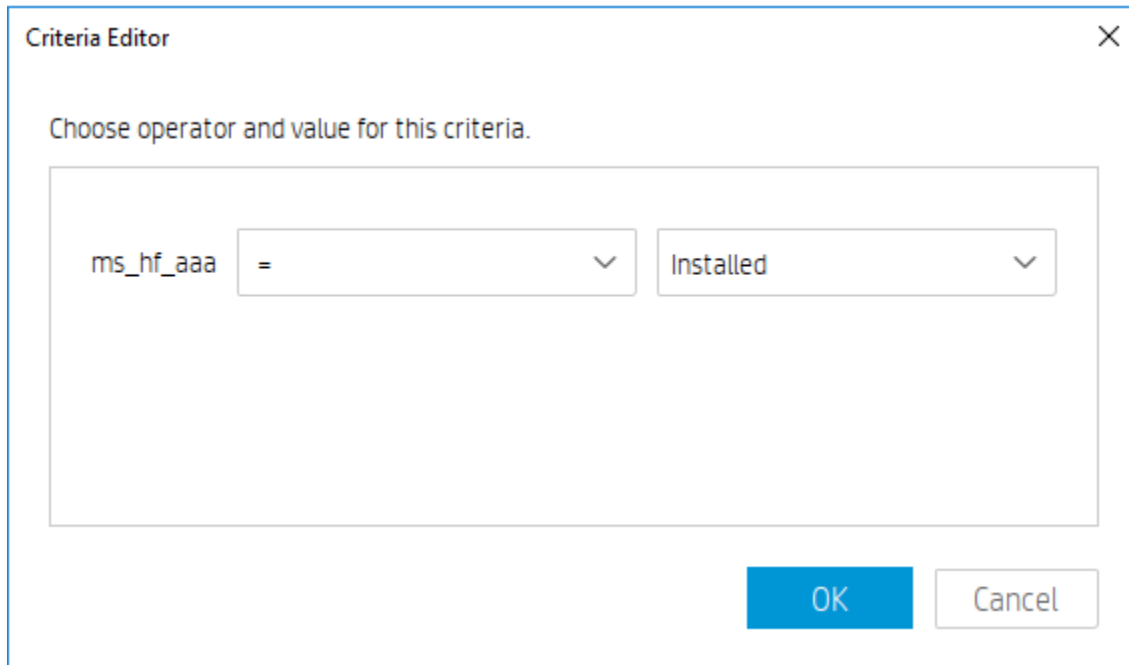 Criteria Editor
Choose operator and value for this criteria.
ms_hf_aaa = Installed
OK Cancel